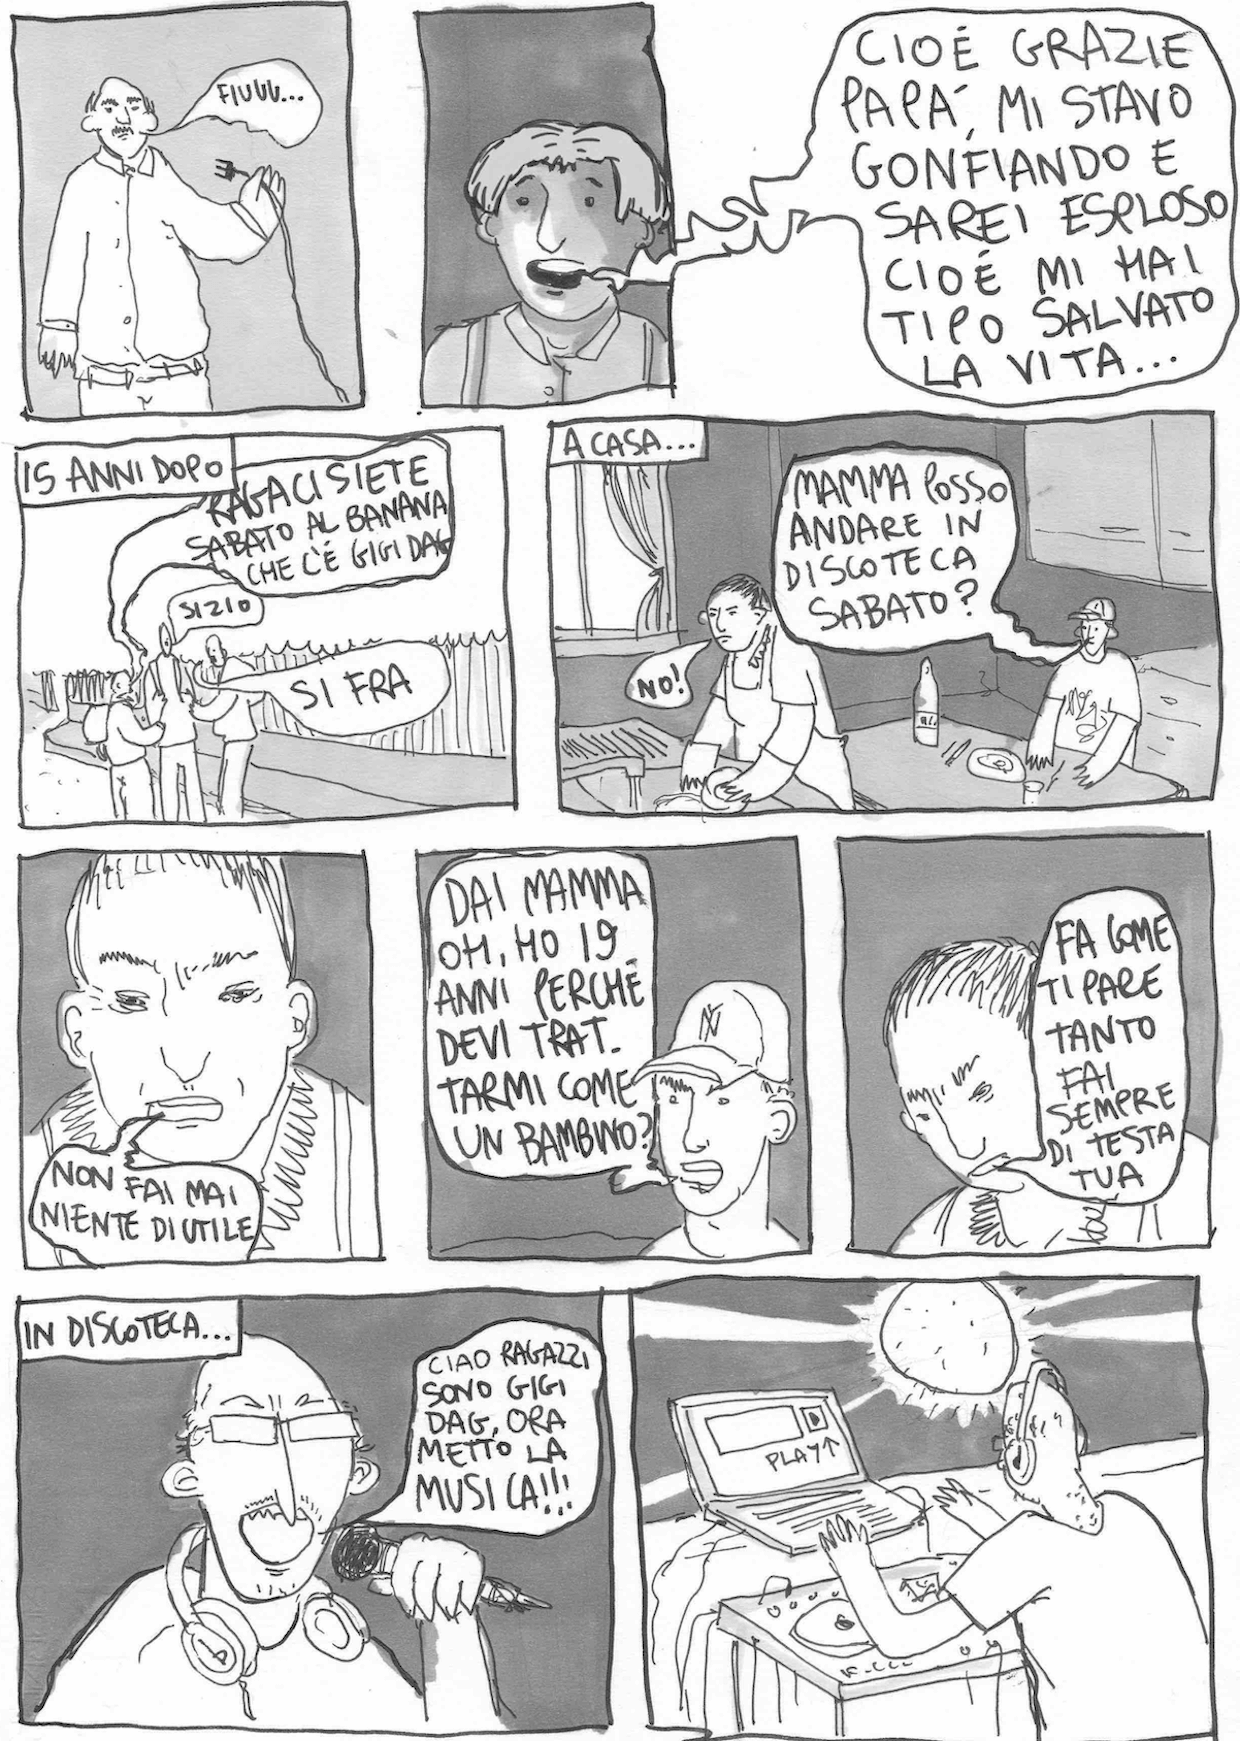 FIUUU...
CIOÉ GRAZIE
PAPÁ, MI STAVO
GONFIANDO E
SAREI ESPLOSO
CIOÉ MI HAI
TIPO SALVATO
LA VITA...
15 ANNI DOPO
RAGA CI SIETE
SABATO AL BANANA
CHE C'É GIGI DAG
SI ZIO
SI FRA
A CASA...
MAMMA POSSO
ANDARE IN
DISCOTECA
SABATO?
NO!
NON FAI MAI
NIENTE DI UTILE
DAI MAMMA
OH, HO 19
ANNI PERCHÉ
DEVI TRAT-
TARMI COME
UN BAMBINO?
NY
FA COME
TI PARE
TANTO
FAI
SEMPRE
DI TESTA
TUA
IN DISCOTECA...
CIAO RAGAZZI
SONO GIGI
DAG, ORA
METTO LA
MUSICA!!!
PLAY↑